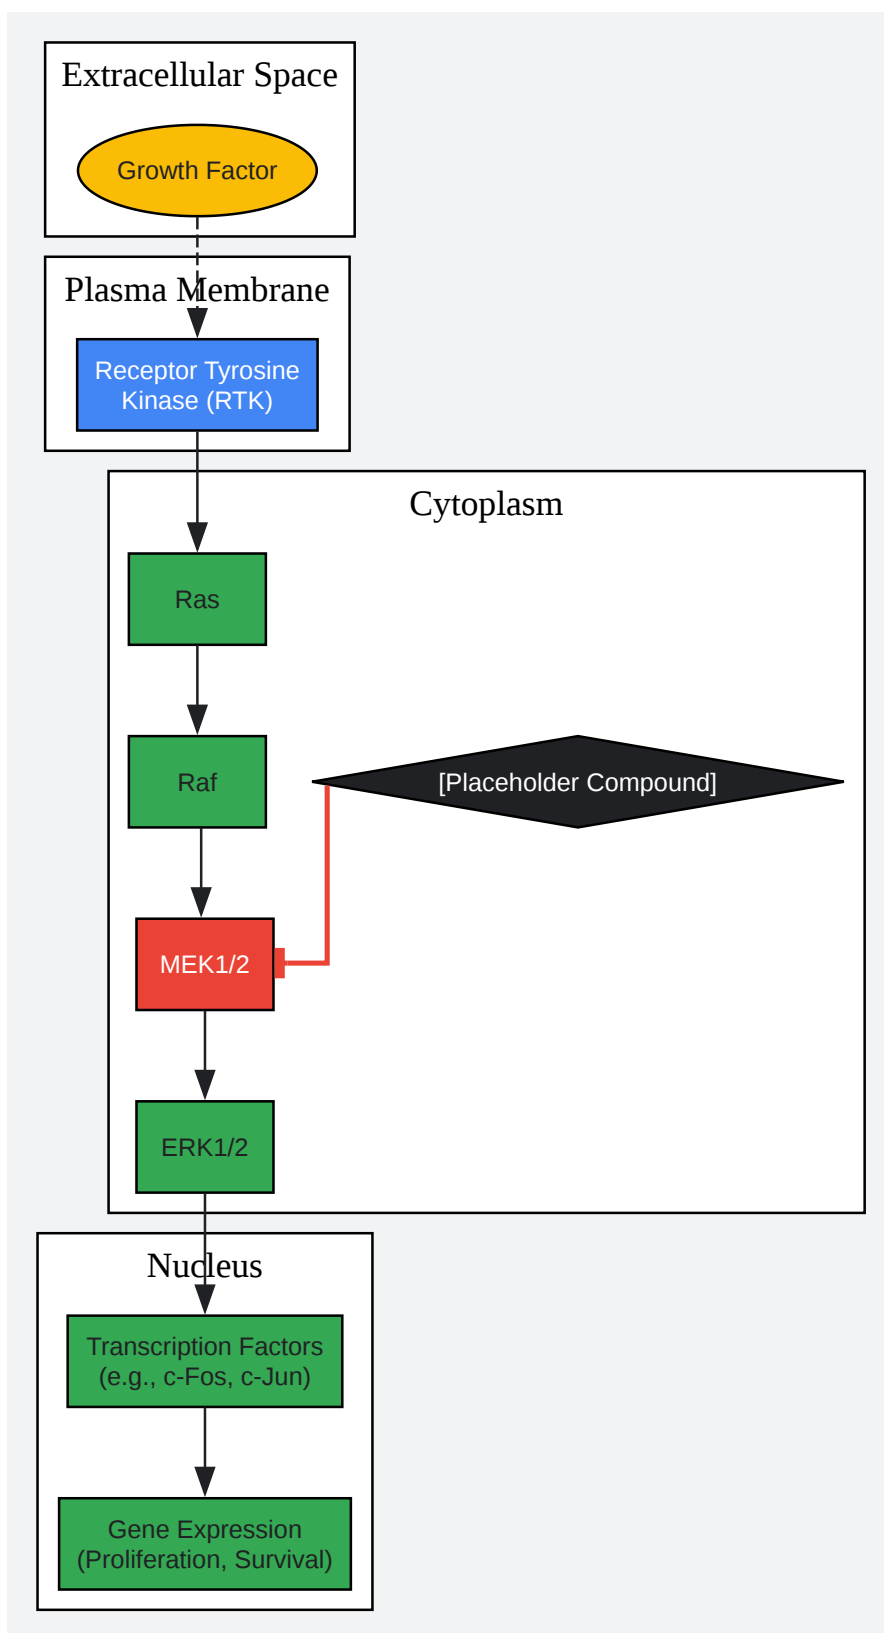 Extracellular Space
Growth Factor
Plasma Membrane
Receptor Tyrosine
Kinase (RTK)
Cytoplasm
Ras
Raf
[Placeholder Compound]
MEK1/2
ERK1/2
Nucleus
Transcription Factors
(e.g., c-Fos, c-Jun)
Gene Expression
(Proliferation, Survival)